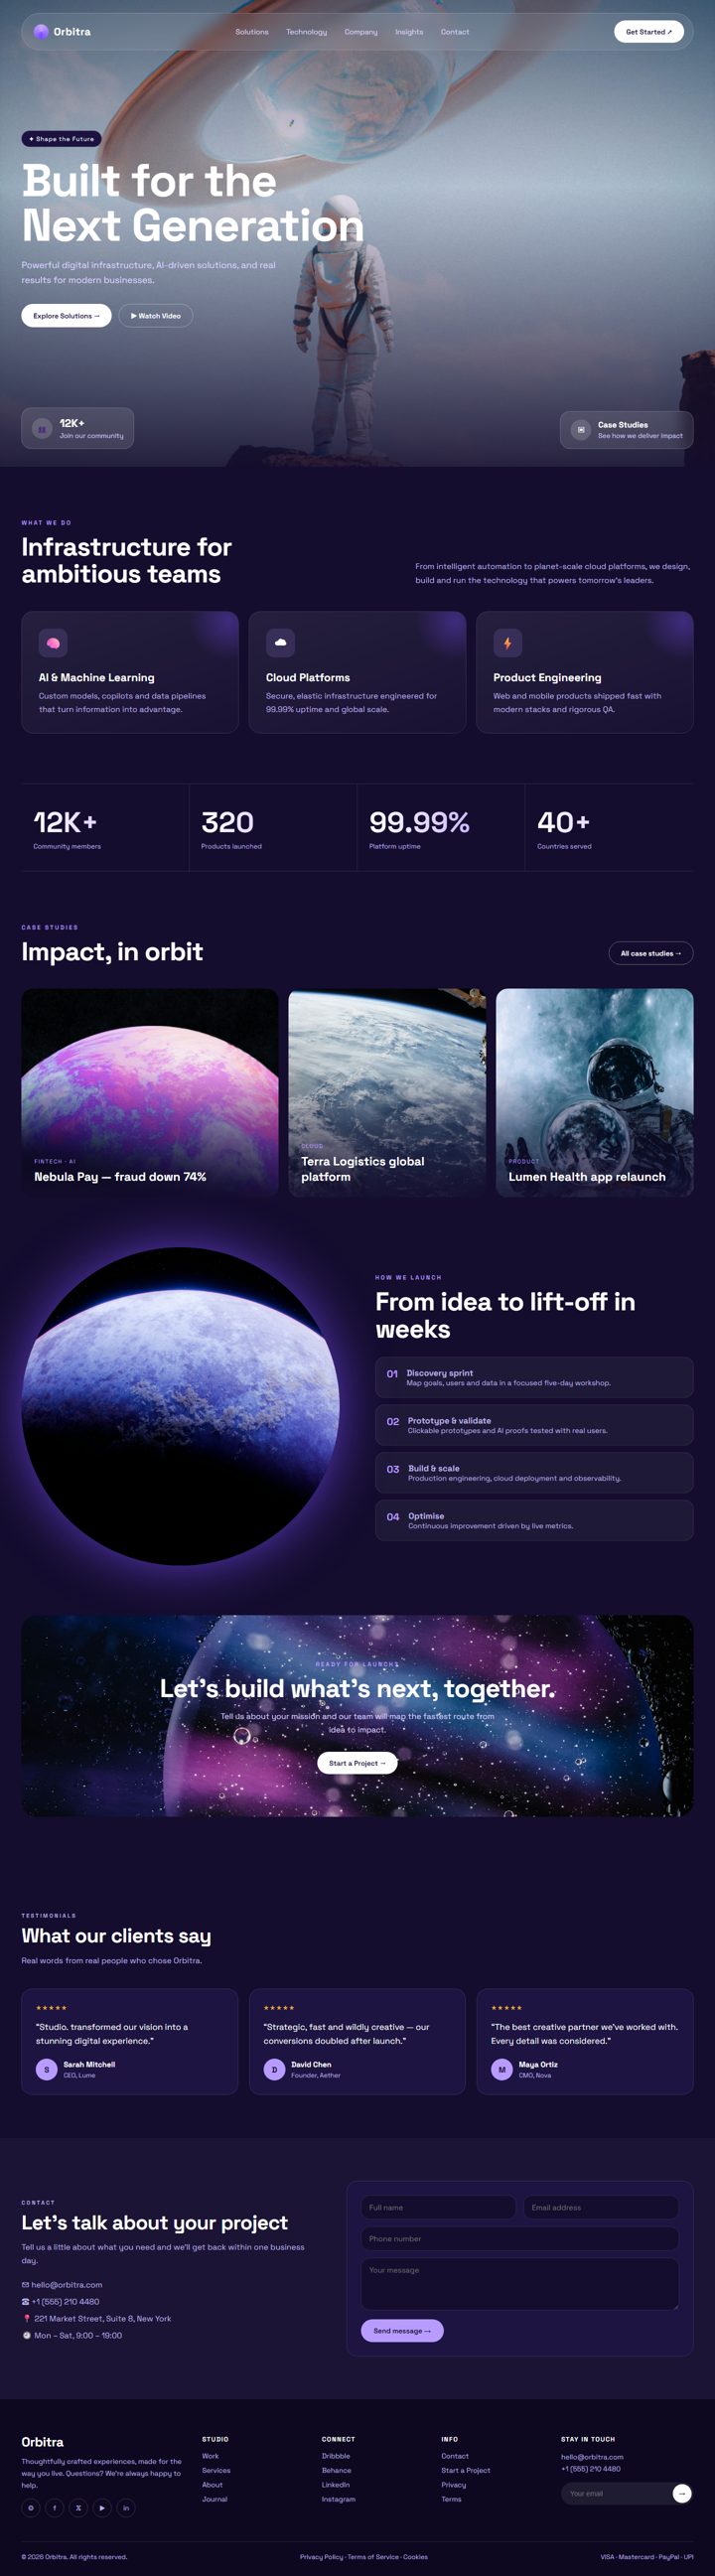 Orbitra
Solutions
Technology
Company
Insights
Contact
Get Started ↗
✦ Shape the Future
Built for the
Next Generation
Powerful digital infrastructure, AI-driven solutions, and real
results for modern businesses.
Explore Solutions →
▶ Watch Video
12K+
Join our community
Case Studies
See how we deliver impact
WHAT WE DO
Infrastructure for
ambitious teams
From intelligent automation to planet-scale cloud platforms, we design,
build and run the technology that powers tomorrow's leaders.
AI & Machine Learning
Custom models, copilots and data pipelines
that turn information into advantage.
Cloud Platforms
Secure, elastic infrastructure engineered for
99.99% uptime and global scale.
Product Engineering
Web and mobile products shipped fast with
modern stacks and rigorous QA.
12K+
Community members
320
Products launched
99.99%
Platform uptime
40+
Countries served
CASE STUDIES
Impact, in orbit
All case studies →
FINTECH · AI
Nebula Pay — fraud down 74%
CLOUD
Terra Logistics global
platform
PRODUCT
Lumen Health app relaunch
HOW WE LAUNCH
From idea to lift-off in
weeks
01 Discovery sprint
Map goals, users and data in a focused five-day workshop.
02 Prototype & validate
Clickable prototypes and AI proofs tested with real users.
03 Build & scale
Production engineering, cloud deployment and observability.
04 Optimise
Continuous improvement driven by live metrics.
READY FOR LAUNCH?
Let's build what's next, together.
Tell us about your mission and our team will map the fastest route from
idea to impact.
Start a Project →
TESTIMONIALS
What our clients say
Real words from real people who chose Orbitra.
★★★★★
"Studio. transformed our vision into a
stunning digital experience."
S
Sarah Mitchell
CEO, Lume
★★★★★
"Strategic, fast and wildly creative — our
conversions doubled after launch."
D
David Chen
Founder, Aether
★★★★★
"The best creative partner we've worked with.
Every detail was considered."
M
Maya Ortiz
CMO, Nova
CONTACT
Let's talk about your project
Tell us a little about what you need and we'll get back within one business
day.
✉ hello@orbitra.com
☎ +1 (555) 210 4480
📍 221 Market Street, Suite 8, New York
🕘 Mon – Sat, 9:00 – 19:00
Full name
Email address
Phone number
Your message
Send message →
Orbitra
Thoughtfully crafted experiences, made for the
way you live. Questions? We're always happy to
help.
f
𝕏
▶
in
STUDIO
Work
Services
About
Journal
CONNECT
Dribbble
Behance
LinkedIn
Instagram
INFO
Contact
Start a Project
Privacy
Terms
STAY IN TOUCH
hello@orbitra.com
+1 (555) 210 4480
Your email
→
© 2026 Orbitra. All rights reserved.
Privacy Policy · Terms of Service · Cookies
VISA · Mastercard · PayPal · UPI